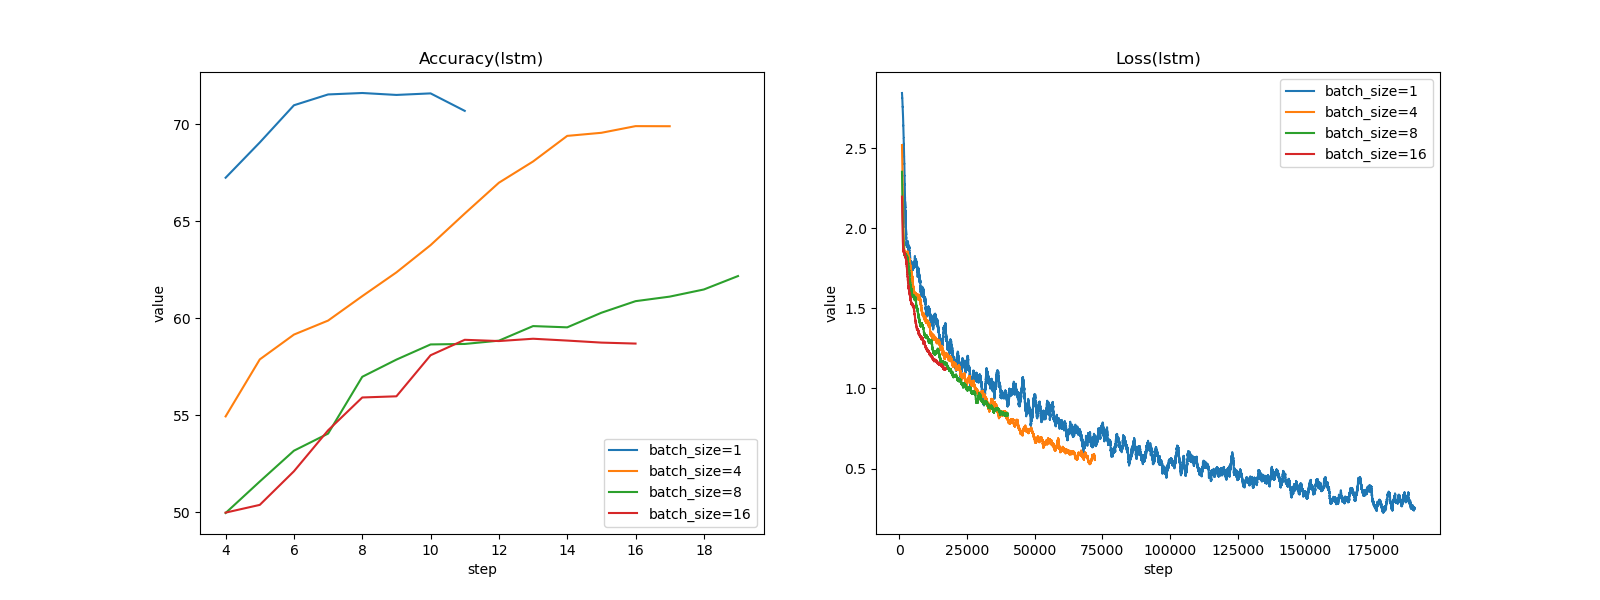 Accuracy(lstm)
value
70
65
60
55
50
4 6 8 10 12 14 16 18
step
batch_size=1
batch_size=4
batch_size=8
batch_size=16
Loss(lstm)
value
2.5
2.0
1.5
1.0
0.5
0 25000 50000 75000 100000 125000 150000 175000
step
batch_size=1
batch_size=4
batch_size=8
batch_size=16